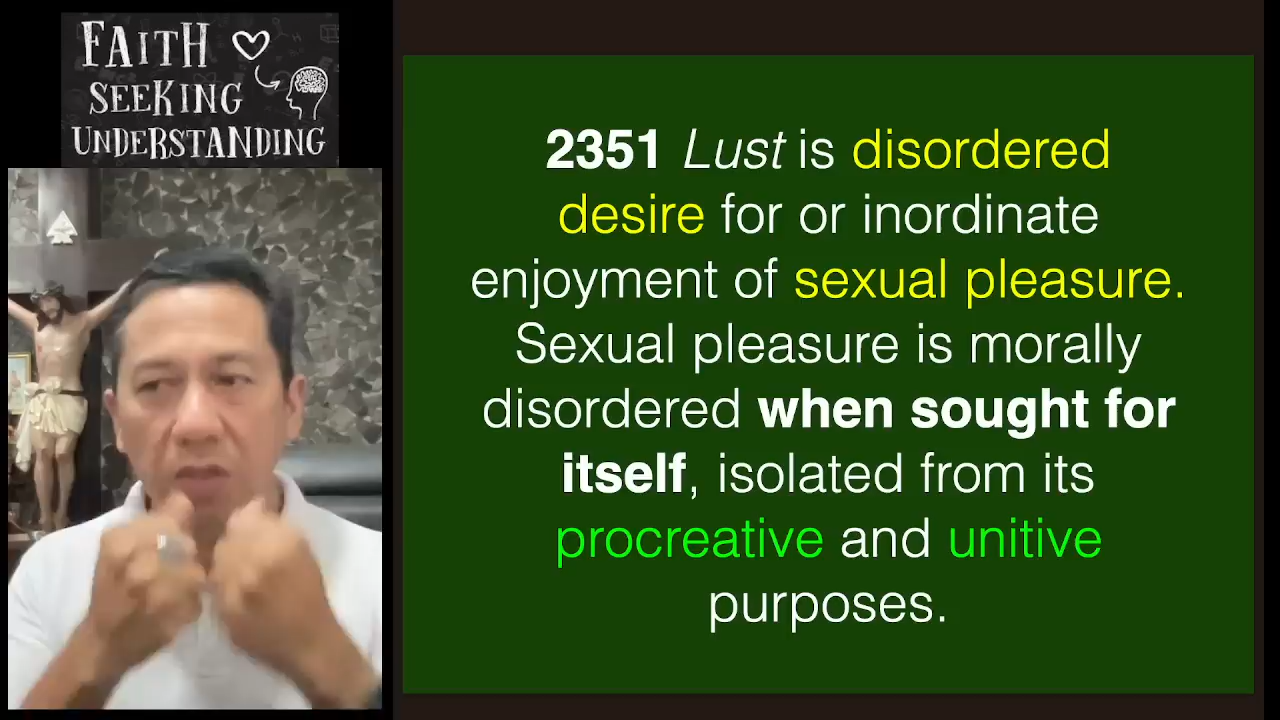 FAITH
SEEKING
UNDERSTANDING
2351 Lust is disordered
desire for or inordinate
enjoyment of sexual pleasure.
Sexual pleasure is morally
disordered when sought for
itself, isolated from its
procreative and unitive
purposes.